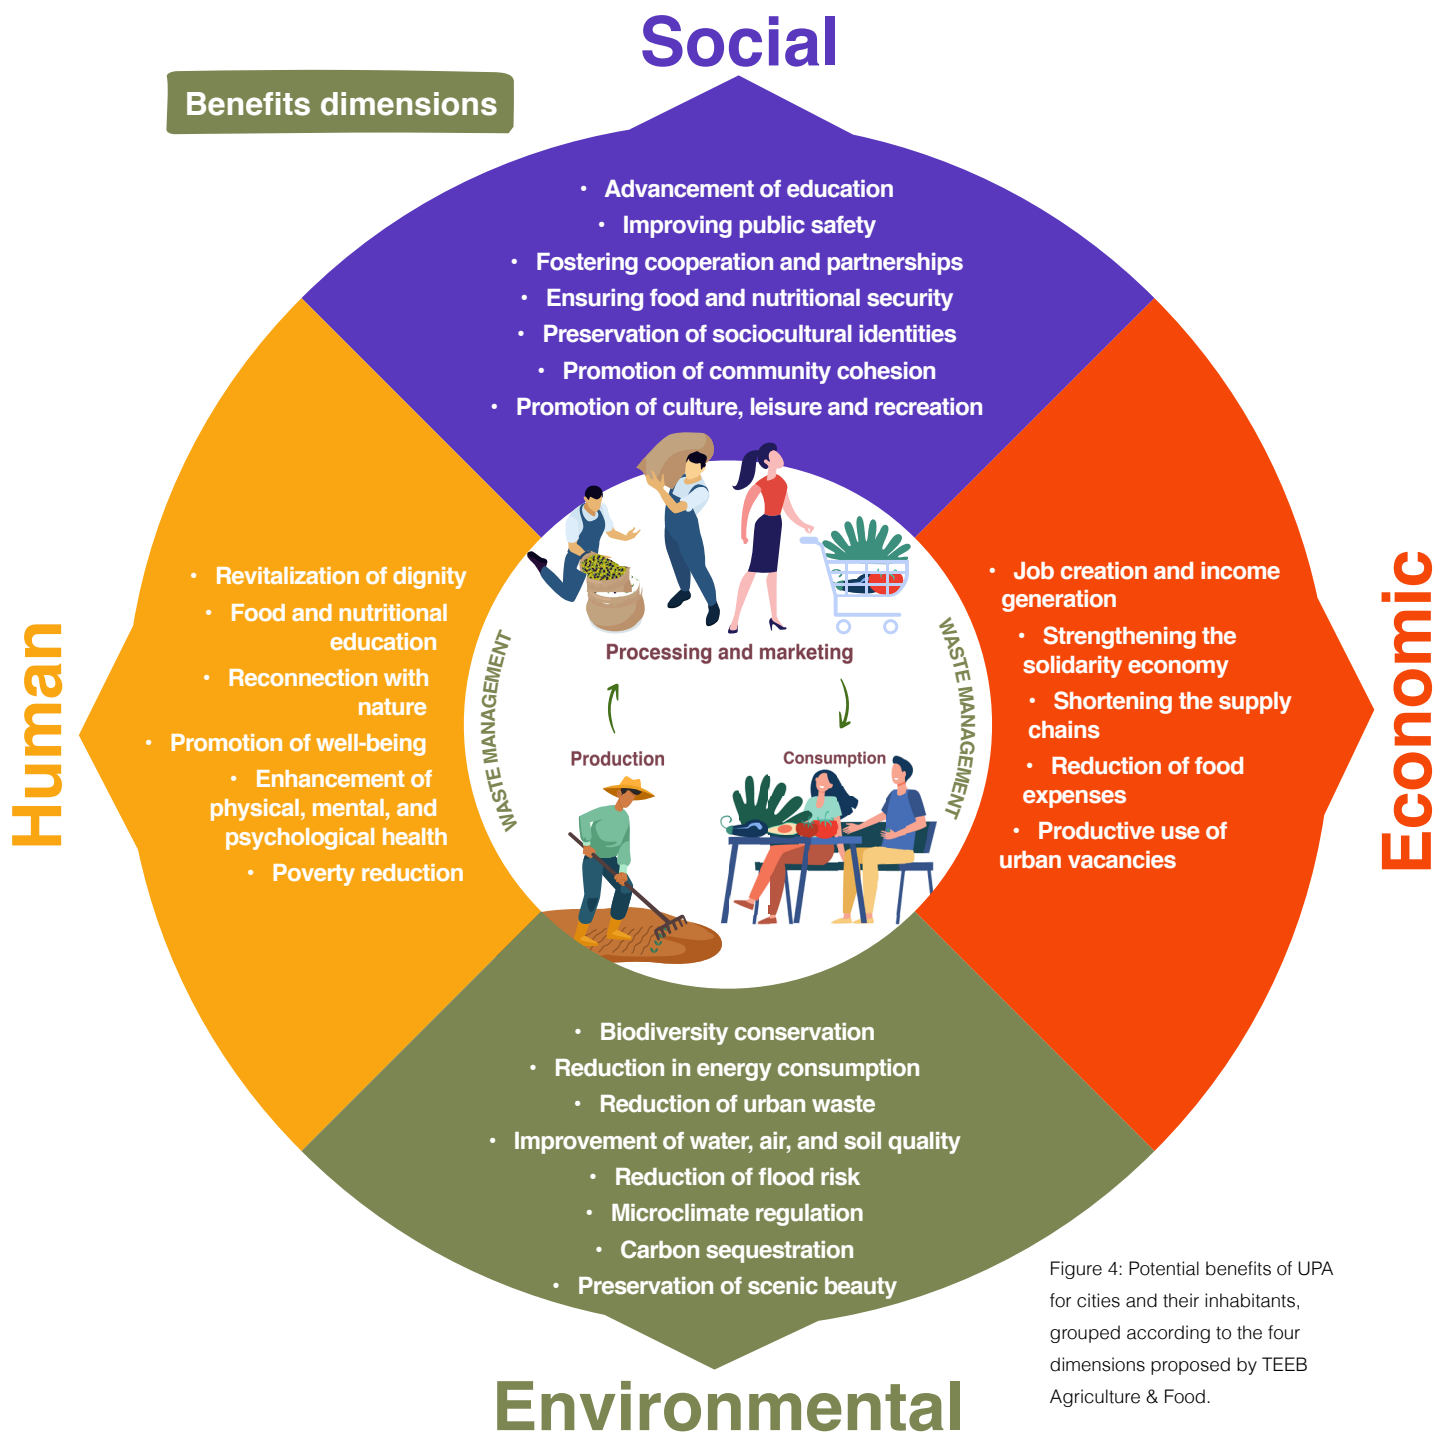 Social
Benefits dimensions
• Advancement of education
• Improving public safety
• Fostering cooperation and partnerships
• Ensuring food and nutritional security
• Preservation of sociocultural identities
• Promotion of community cohesion
• Promotion of culture, leisure and recreation
Human
• Revitalization of dignity
• Food and nutritional
education
• Reconnection with
nature
• Promotion of well-being
• Enhancement of
physical, mental, and
psychological health
• Poverty reduction
WASTE MANAGEMENT
Processing and marketing
Production
Consumption
WASTE MANAGEMENT
• Job creation and income
generation
• Strengthening the
solidarity economy
• Shortening the supply
chains
• Reduction of food
expenses
• Productive use of
urban vacancies
Economic
• Biodiversity conservation
• Reduction in energy consumption
• Reduction of urban waste
• Improvement of water, air, and soil quality
• Reduction of flood risk
• Microclimate regulation
• Carbon sequestration
• Preservation of scenic beauty
Environmental
Figure 4: Potential benefits of UPA
for cities and their inhabitants,
grouped according to the four
dimensions proposed by TEEB
Agriculture & Food.